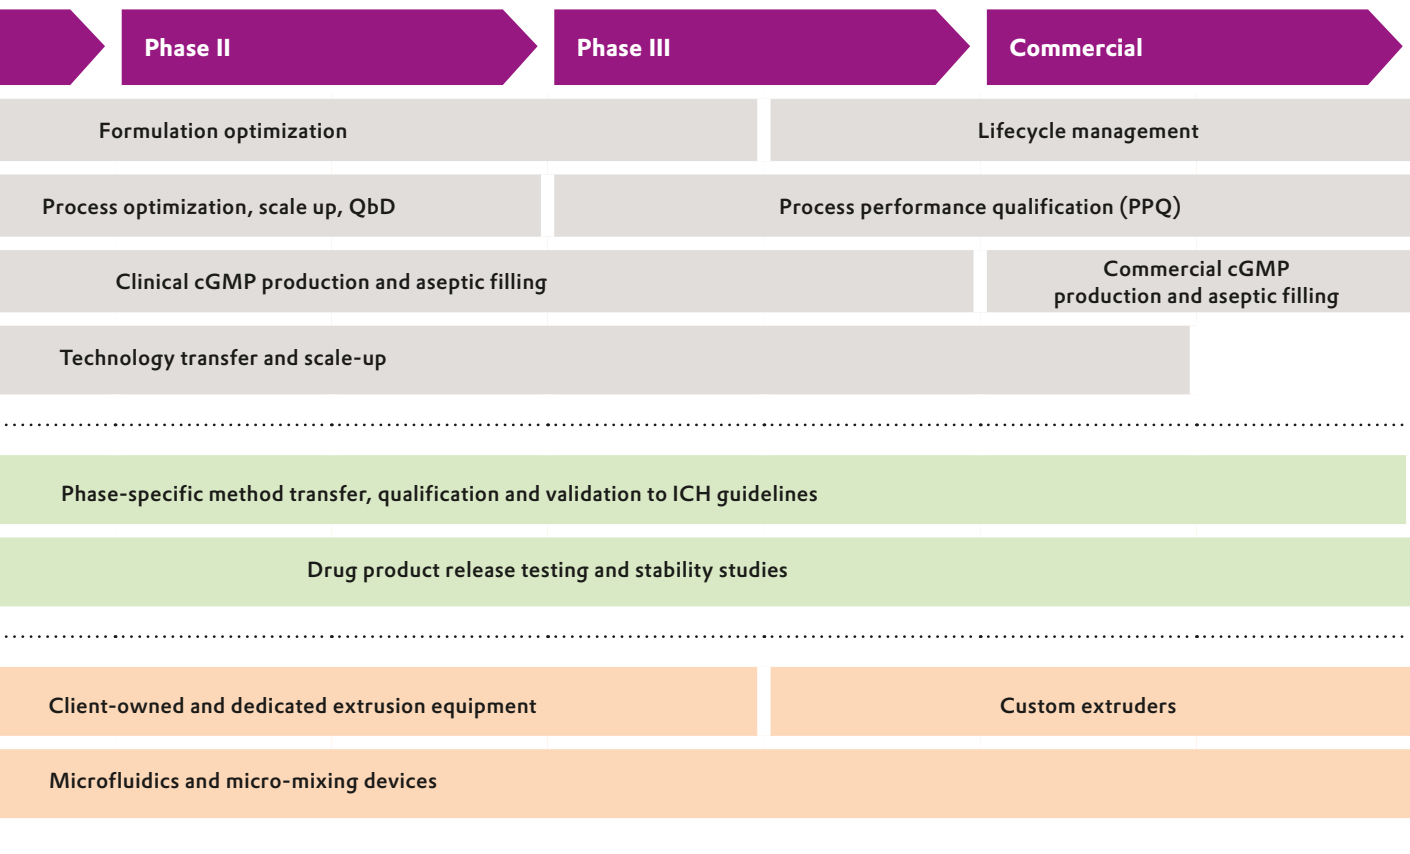 Phase II
Phase III
Commercial
Formulation optimization
Lifecycle management
Process optimization, scale up, QbD
Process performance qualification (PPQ)
Clinical cGMP production and aseptic filling
Commercial cGMP
production and aseptic filling
Technology transfer and scale-up
Phase-specific method transfer, qualification and validation to ICH guidelines
Drug product release testing and stability studies
Client-owned and dedicated extrusion equipment
Custom extruders
Microfluidics and micro-mixing devices